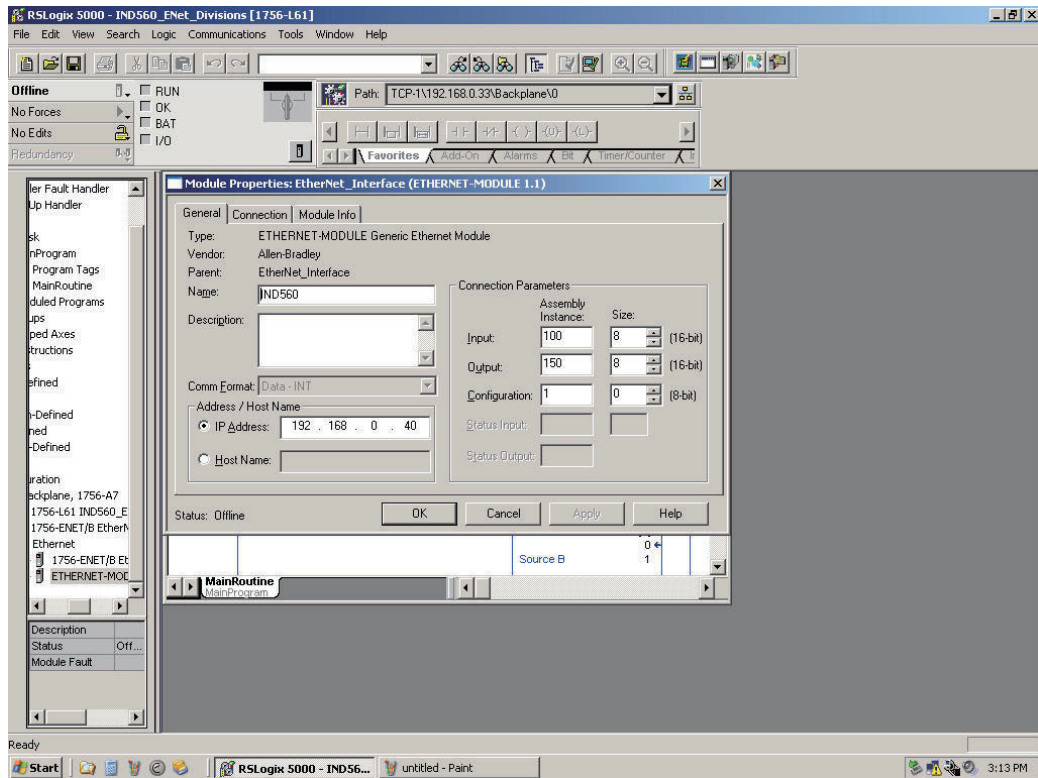 RSLogix 5000 - IND560_ENet_Divisions [1756-L61]
File Edit View Search Logic Communications Tools Window Help
Offline
RUN
No Forces
OK
No Edits
BAT
Redundancy
I/O
Path: TCP-1\192.168.0.33\Backplane\0
Favorites Add-On Alarms Bit Timer/Counter
ler Fault Handler
Up Handler
sk
nProgram
Program Tags
MainRoutine
duled Programs
ups
ped Axes
tructions
s
efined
n-Defined
ned
-Defined
uration
ackplane, 1756-A7
1756-L61 IND560_E
1756-ENET/B EtherN
Ethernet
1756-ENET/B Et
ETHERNET-MOD
Description
Status Off...
Module Fault
Module Properties: EtherNet_Interface (ETHERNET-MODULE 1.1)
General Connection Module Info
Type: ETHERNET-MODULE Generic Ethernet Module
Vendor: Allen-Bradley
Parent: EtherNet_Interface
Name: IND560
Description:
Comm Format: Data - INT
Address / Host Name
IP Address: 192 . 168 . 0 . 40
Host Name:
Connection Parameters
Assembly Instance: Size:
Input: 100 8 (16-bit)
Output: 150 8 (16-bit)
Configuration: 1 0 (8-bit)
Status Input:
Status Output:
Status: Offline
OK Cancel Apply Help
0
Source B 1
MainRoutine
MainProgram
Ready
Start
RSLogix 5000 - IND56...
untitled - Paint
3:13 PM